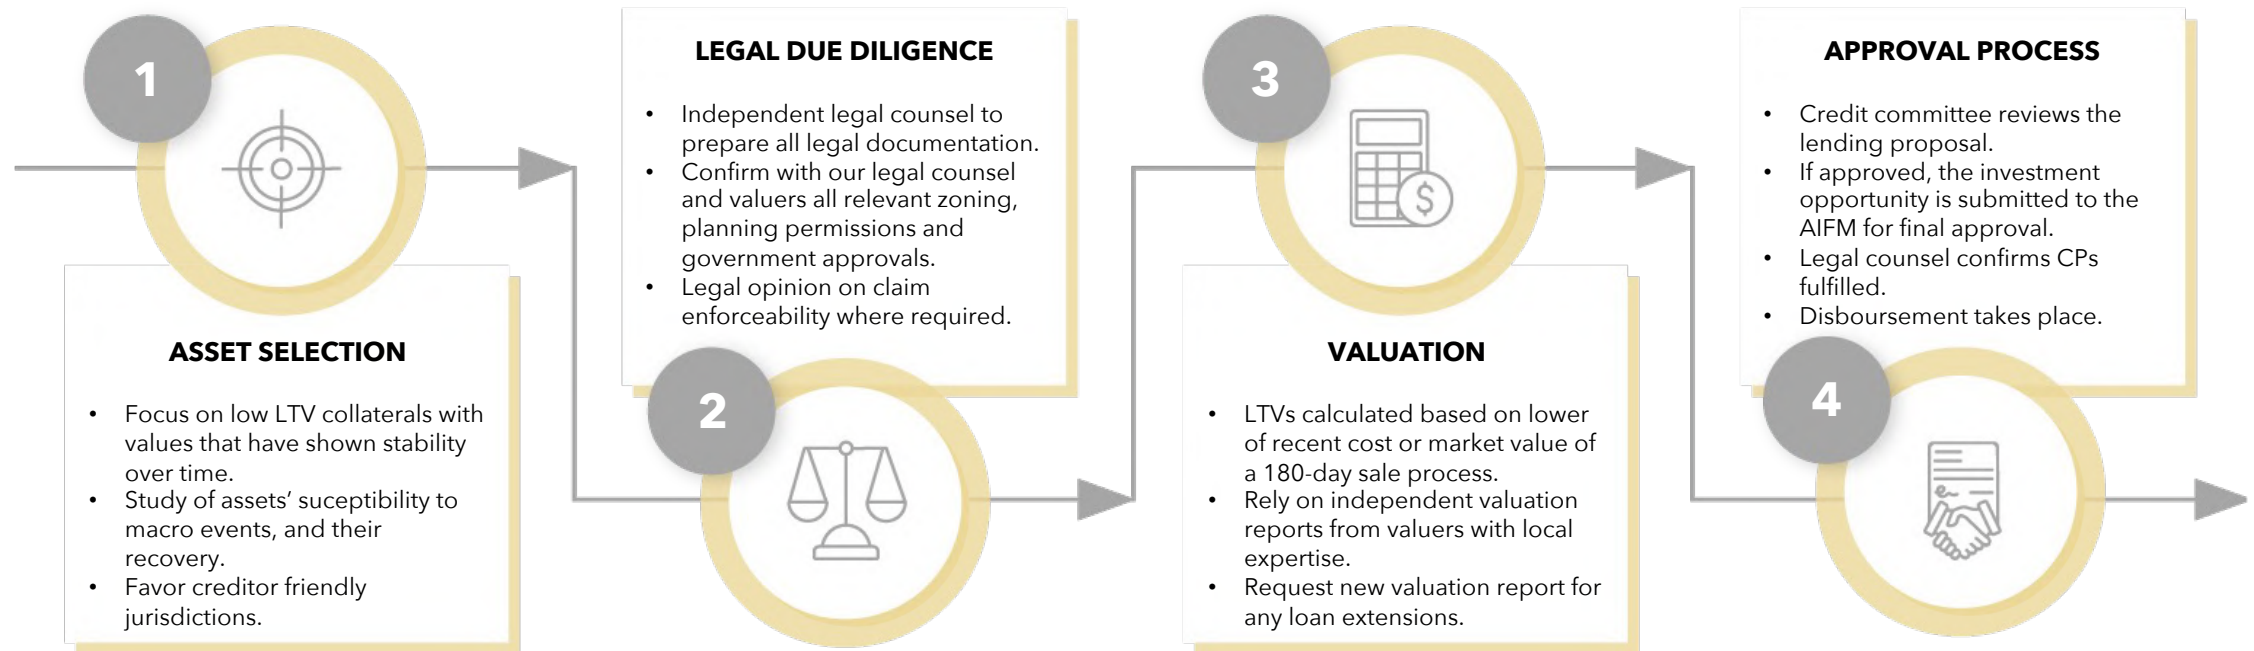 1
ASSET SELECTION
• Focus on low LTV collaterals with
values that have shown stability
over time.
• Study of assets’ suceptibility to
macro events, and their
recovery.
• Favor creditor friendly
jurisdictions.
LEGAL DUE DILIGENCE
• Independent legal counsel to
prepare all legal documentation.
• Confirm with our legal counsel
and valuers all relevant zoning,
planning permissions and
government approvals.
• Legal opinion on claim
enforceability where required.
2
3
$
VALUATION
• LTVs calculated based on lower
of recent cost or market value of
a 180-day sale process.
• Rely on independent valuation
reports from valuers with local
expertise.
• Request new valuation report for
any loan extensions.
APPROVAL PROCESS
• Credit committee reviews the
lending proposal.
• If approved, the investment
opportunity is submitted to the
AIFM for final approval.
• Legal counsel confirms CPs
fulfilled.
• Disboursement takes place.
4